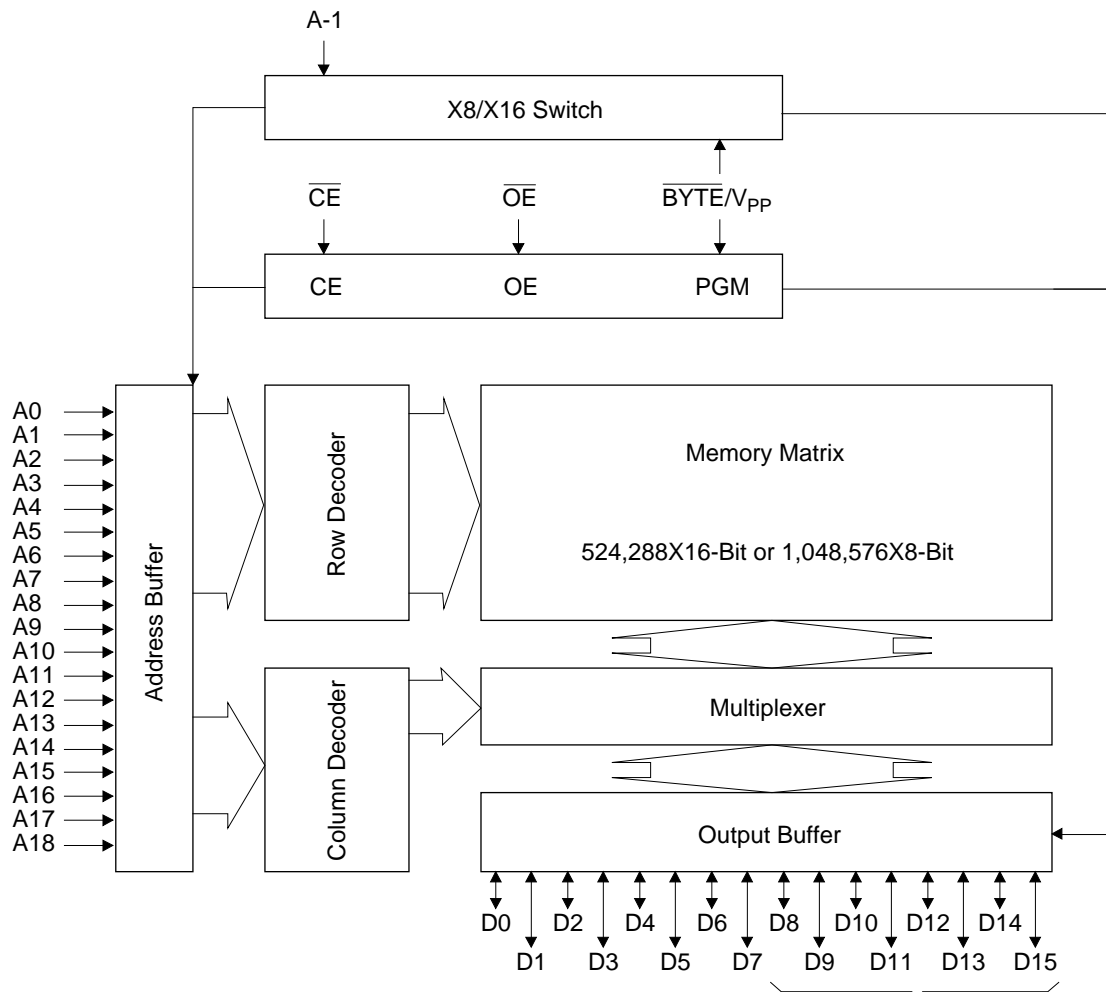 A-1
X8/X16 Switch
C̅E̅ O̅E̅ B̅Y̅T̅E̅/VPP
CE OE PGM
A0
A1
A2
A3
A4
A5
A6
A7
A8
A9
A10
A11
A12
A13
A14
A15
A16
A17
A18
Address Buffer
Row Decoder
Memory Matrix
524,288X16-Bit or 1,048,576X8-Bit
Column Decoder
Multiplexer
Output Buffer
D0 D2 D4 D6 D8 D10 D12 D14
D1 D3 D5 D7 D9 D11 D13 D15